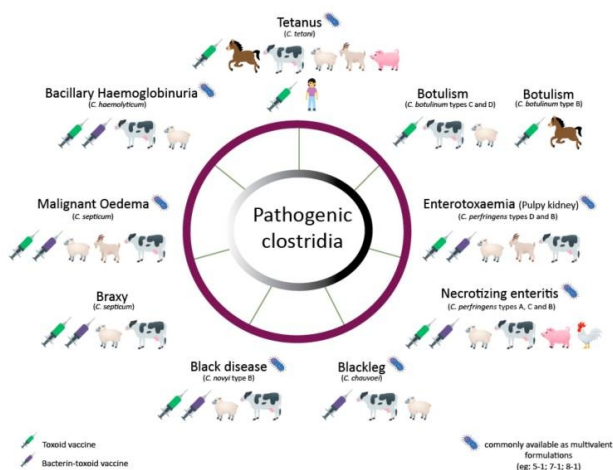 Tetanus
(C. tetani)
Bacillary Haemoglobinuria
(C. haemolyticum)
Botulism
(C. botulinum types C and D)
Botulism
(C. botulinum type B)
Malignant Oedema
(C. septicum)
Pathogenic
clostridia
Enterotoxaemia (Pulpy kidney)
(C. perfringens types D and B)
Braxy
(C. septicum)
Necrotizing enteritis
(C. perfringens types A, C and B)
Black disease
(C. novyi type B)
Blackleg
(C. chauvoei)
Toxoid vaccine
Bacterin-toxoid vaccine
commonly available as multivalent
formulations
(eg: 5-1; 7-1; 8-1)